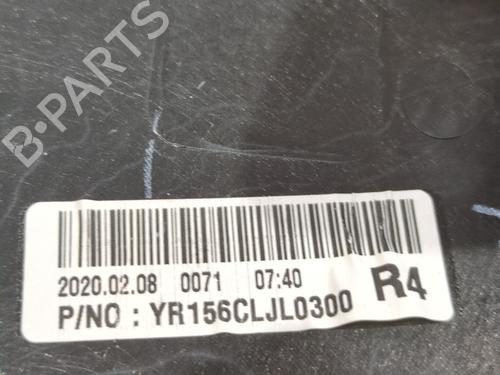 B-PARTS
2020.02.08 0071 07:40
R4
P/NO : YR156CLJL0300